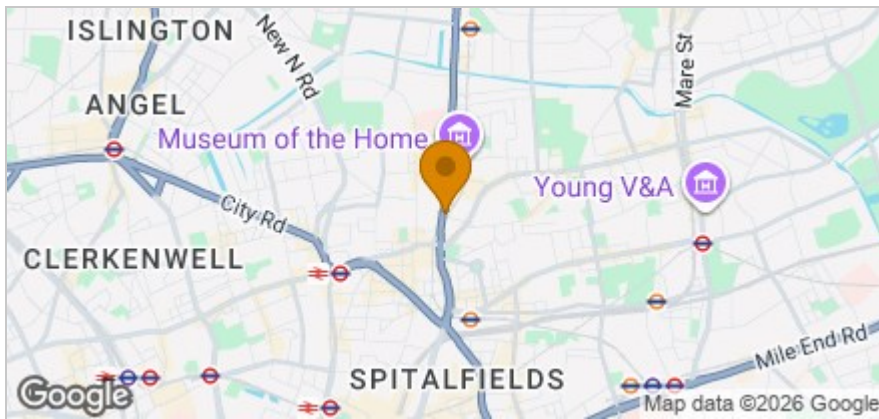 ISLINGTON
New N Rd
Mare St
ANGEL
Museum of the Home
Young V&A
City Rd
CLERKENWELL
Mile End Rd
SPITALFIELDS
Google
Map data ©2026 Google